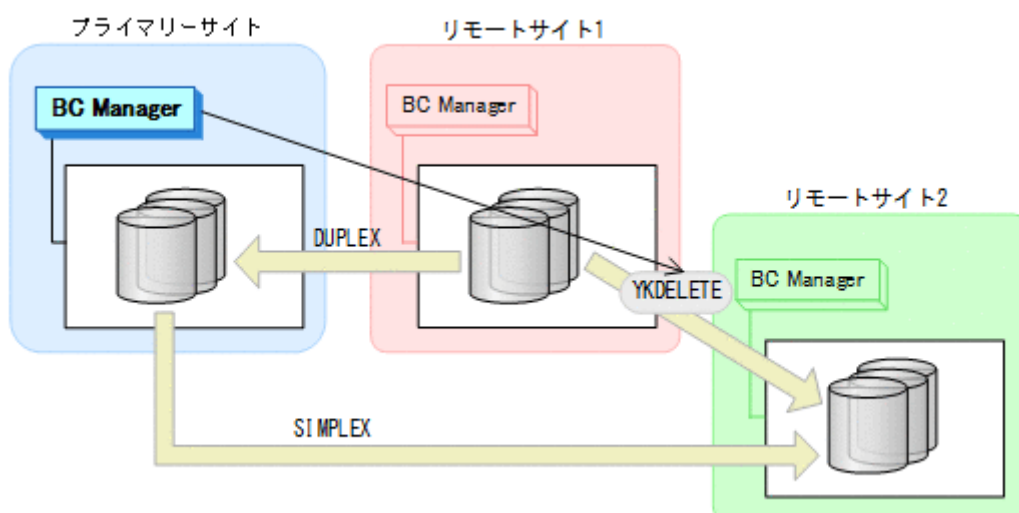 プライマリーサイト
リモートサイト1
BC Manager
BC Manager
リモートサイト2
DUPLEX
YKDELETE
BC Manager
SIMPLEX